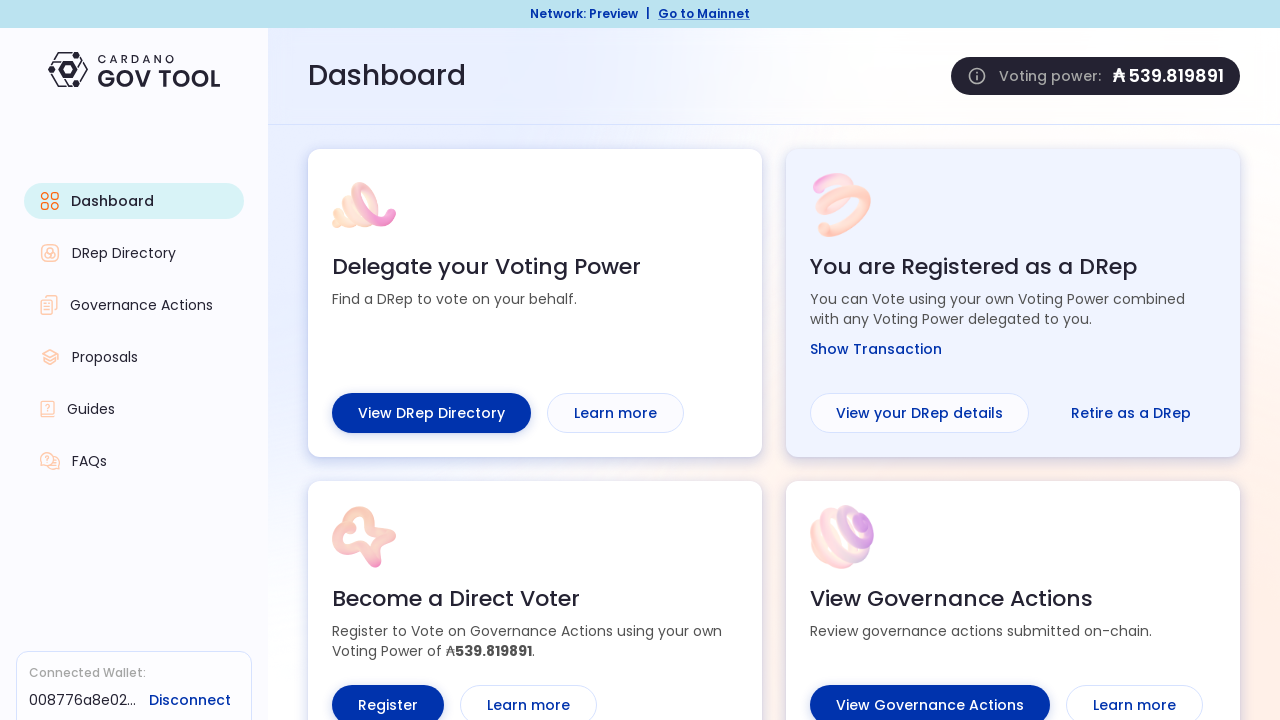 Network: Preview | Go to Mainnet
CARDANO
GOV TOOL
Dashboard
Voting power: ₳ 539.819891
Dashboard
DRep Directory
Governance Actions
Proposals
Guides
FAQs
Connected Wallet:
008776a8e02... Disconnect
Delegate your Voting Power
Find a DRep to vote on your behalf.
View DRep Directory Learn more
You are Registered as a DRep
You can Vote using your own Voting Power combined
with any Voting Power delegated to you.
Show Transaction
View your DRep details Retire as a DRep
Become a Direct Voter
Register to Vote on Governance Actions using your own
Voting Power of ₳539.819891.
Register Learn more
View Governance Actions
Review governance actions submitted on-chain.
View Governance Actions Learn more